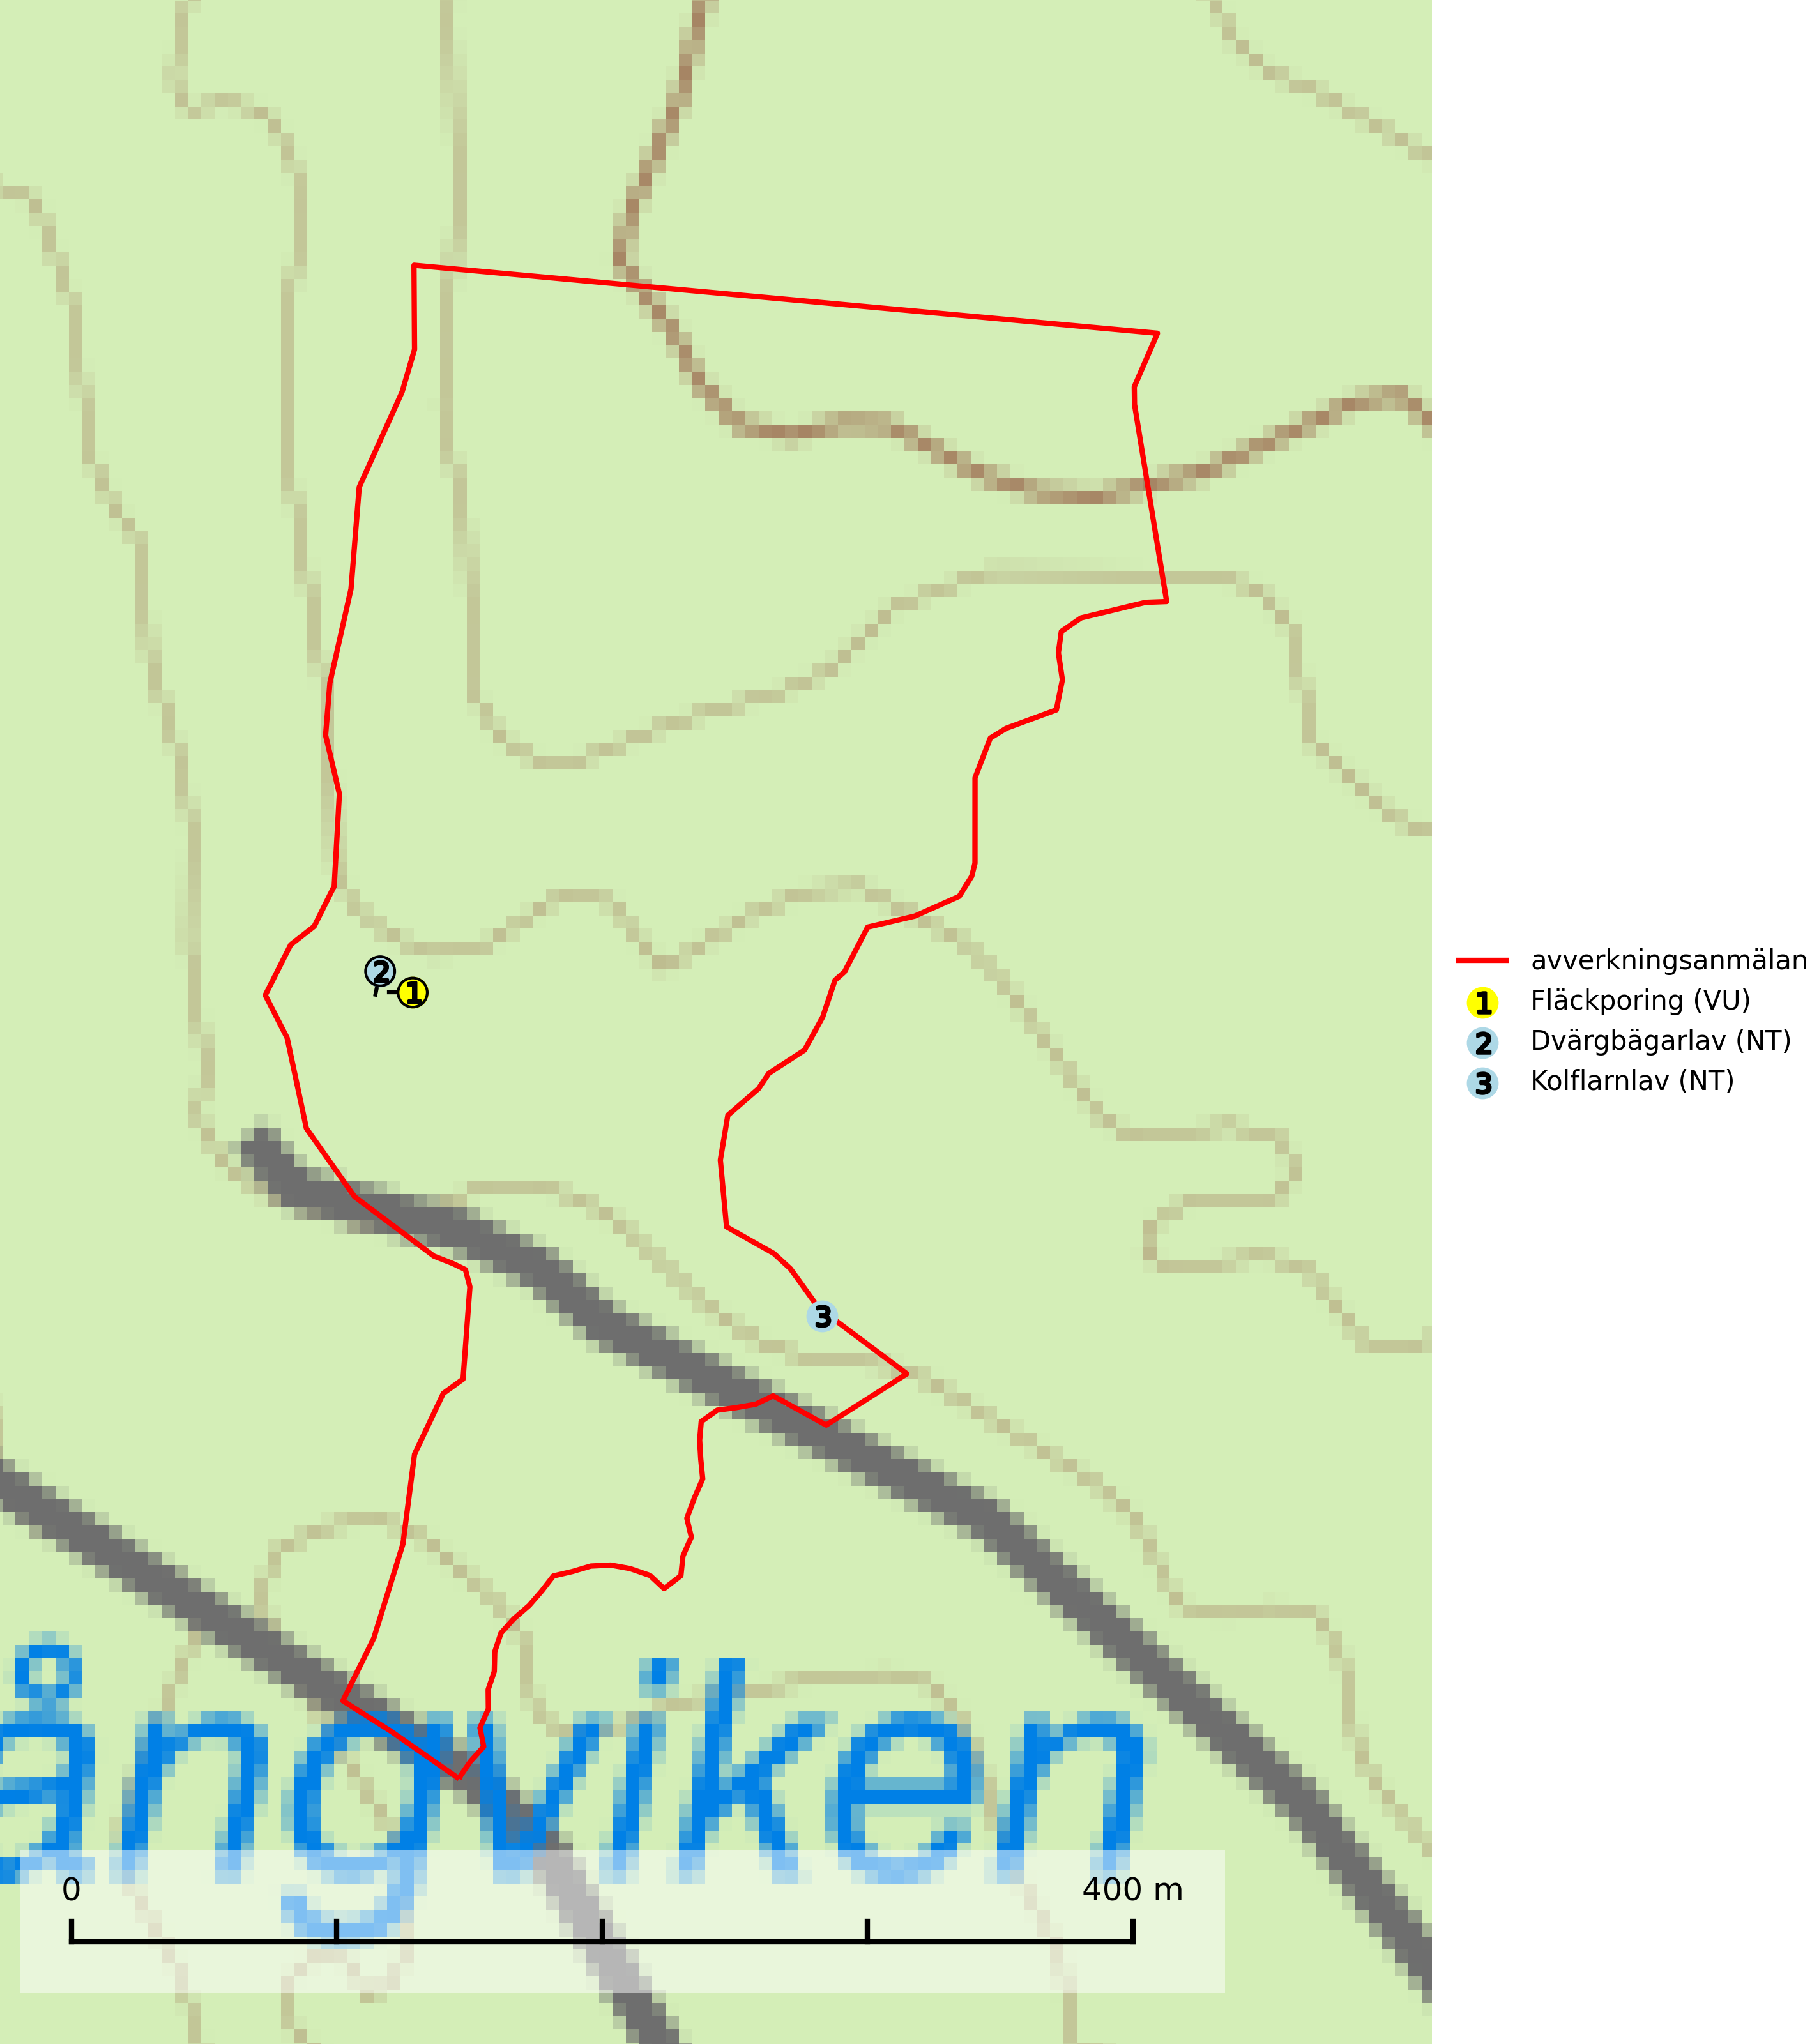 2
1
3
ångviken
0
400 m
avverkningsanmälan
1 Fläckporing (VU)
2 Dvärgbägarlav (NT)
3 Kolflarnlav (NT)